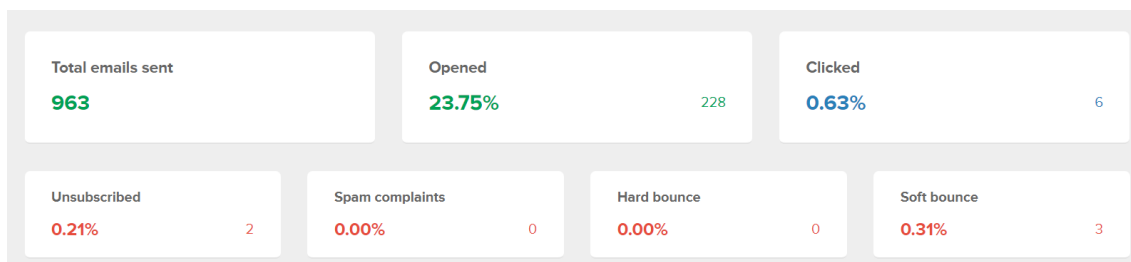 Total emails sent
963
Opened
23.75% 228
Clicked
0.63% 6
Unsubscribed
0.21% 2
Spam complaints
0.00% 0
Hard bounce
0.00% 0
Soft bounce
0.31% 3